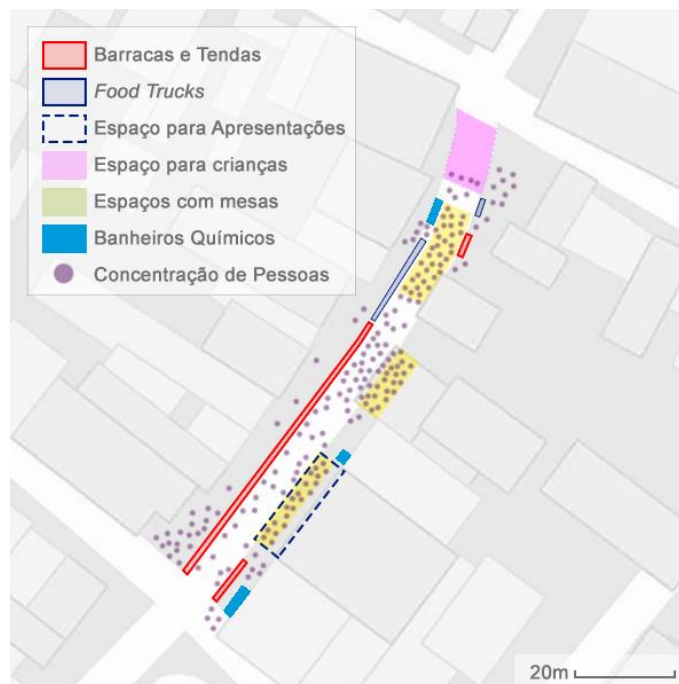 Barracas e Tendas
Food Trucks
Espaço para Apresentações
Espaço para crianças
Espaços com mesas
Banheiros Químicos
Concentração de Pessoas
20m